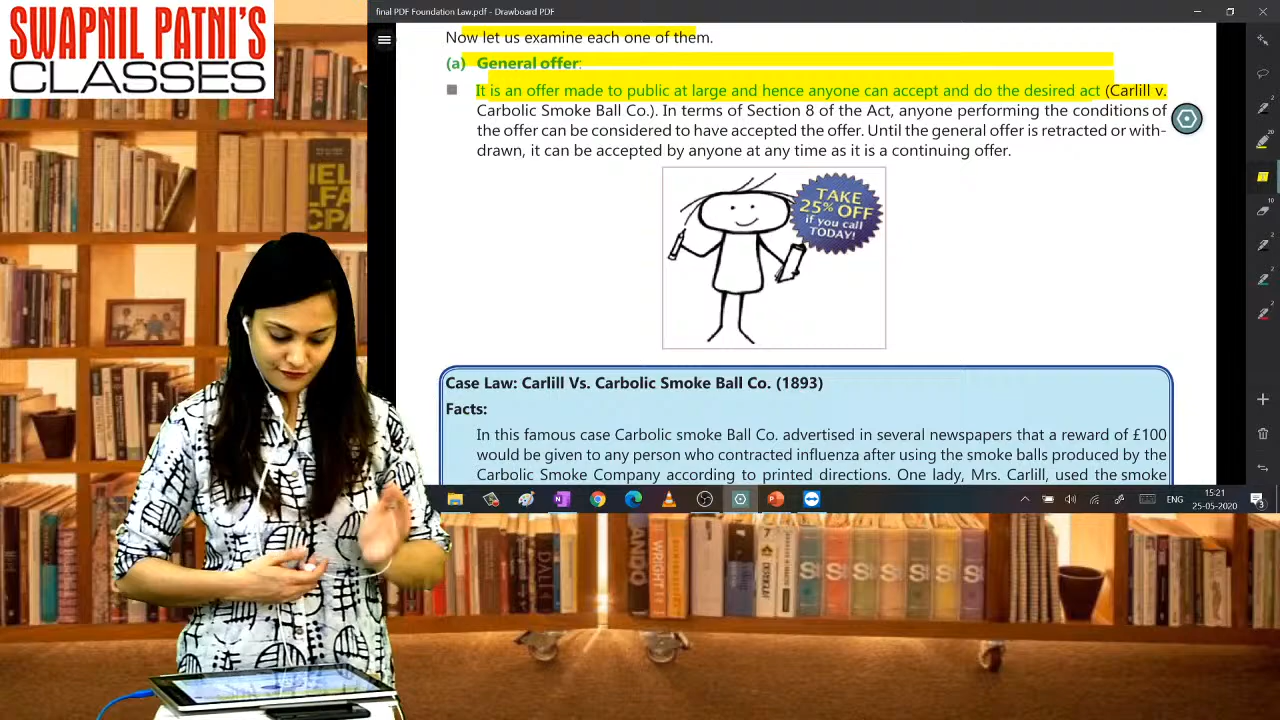 SWAPNIL PATNI'S
CLASSES
final PDF Foundation Law.pdf - Drawboard PDF
Now let us examine each one of them.
(a) General offer:
It is an offer made to public at large and hence anyone can accept and do the desired act (Carlill v.
Carbolic Smoke Ball Co.). In terms of Section 8 of the Act, anyone performing the conditions of
the offer can be considered to have accepted the offer. Until the general offer is retracted or with-
drawn, it can be accepted by anyone at any time as it is a continuing offer.
TAKE
25% OFF
if you call
TODAY!
Case Law: Carlill Vs. Carbolic Smoke Ball Co. (1893)
Facts:
In this famous case Carbolic smoke Ball Co. advertised in several newspapers that a reward of £100
would be given to any person who contracted influenza after using the smoke balls produced by the
Carbolic Smoke Company according to printed directions. One lady, Mrs. Carlill, used the smoke
ENG
15:21
25-05-2020